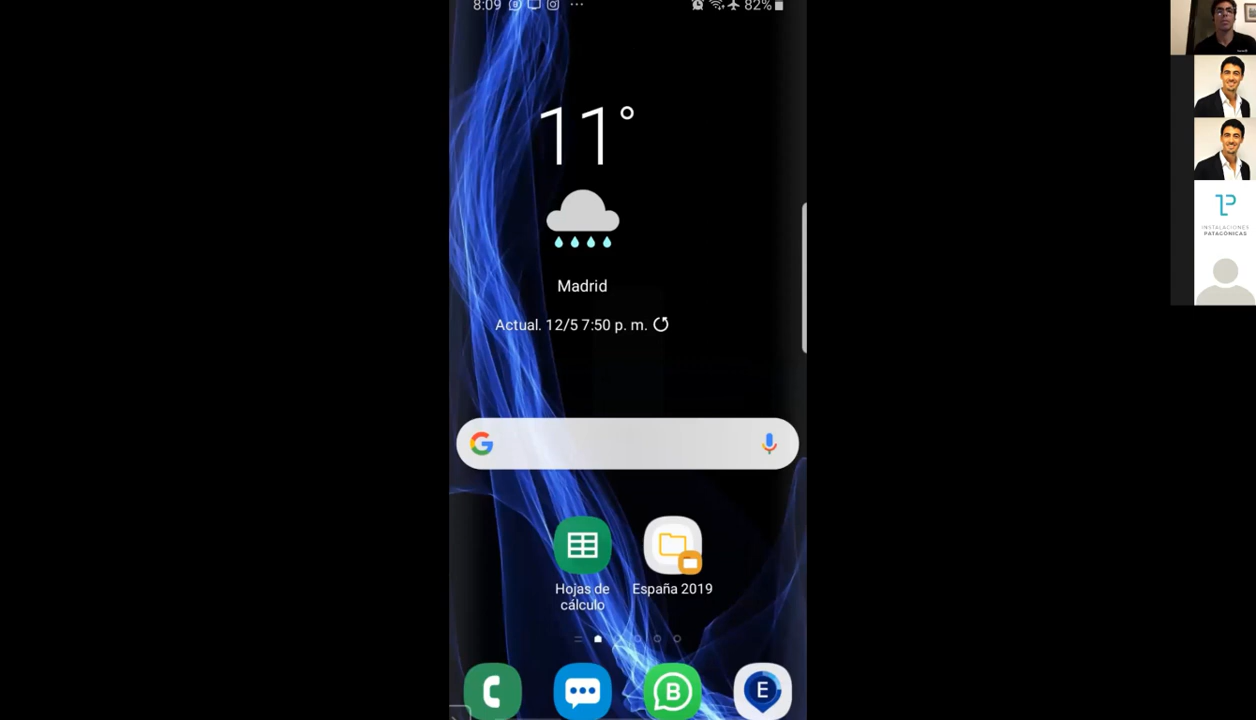 8:09
82%
11°
Madrid
Actual. 12/5 7:50 p. m.
Hojas de
cálculo
España 2019
B
E
INSTALACIONES
PATAGÓNICAS